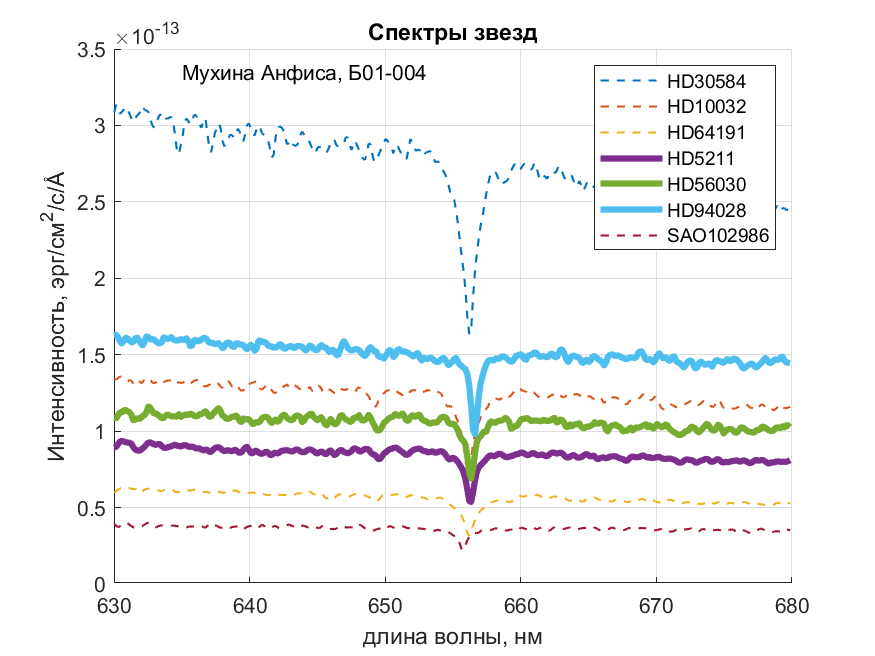 Спектры звезд
×10⁻¹³
Мухина Анфиса, Б01-004
3.5
3
2.5
2
1.5
1
0.5
0
Интенсивность, эрг/см²/с/Å
HD30584
HD10032
HD64191
HD5211
HD56030
HD94028
SAO102986
630 640 650 660 670 680
длина волны, нм